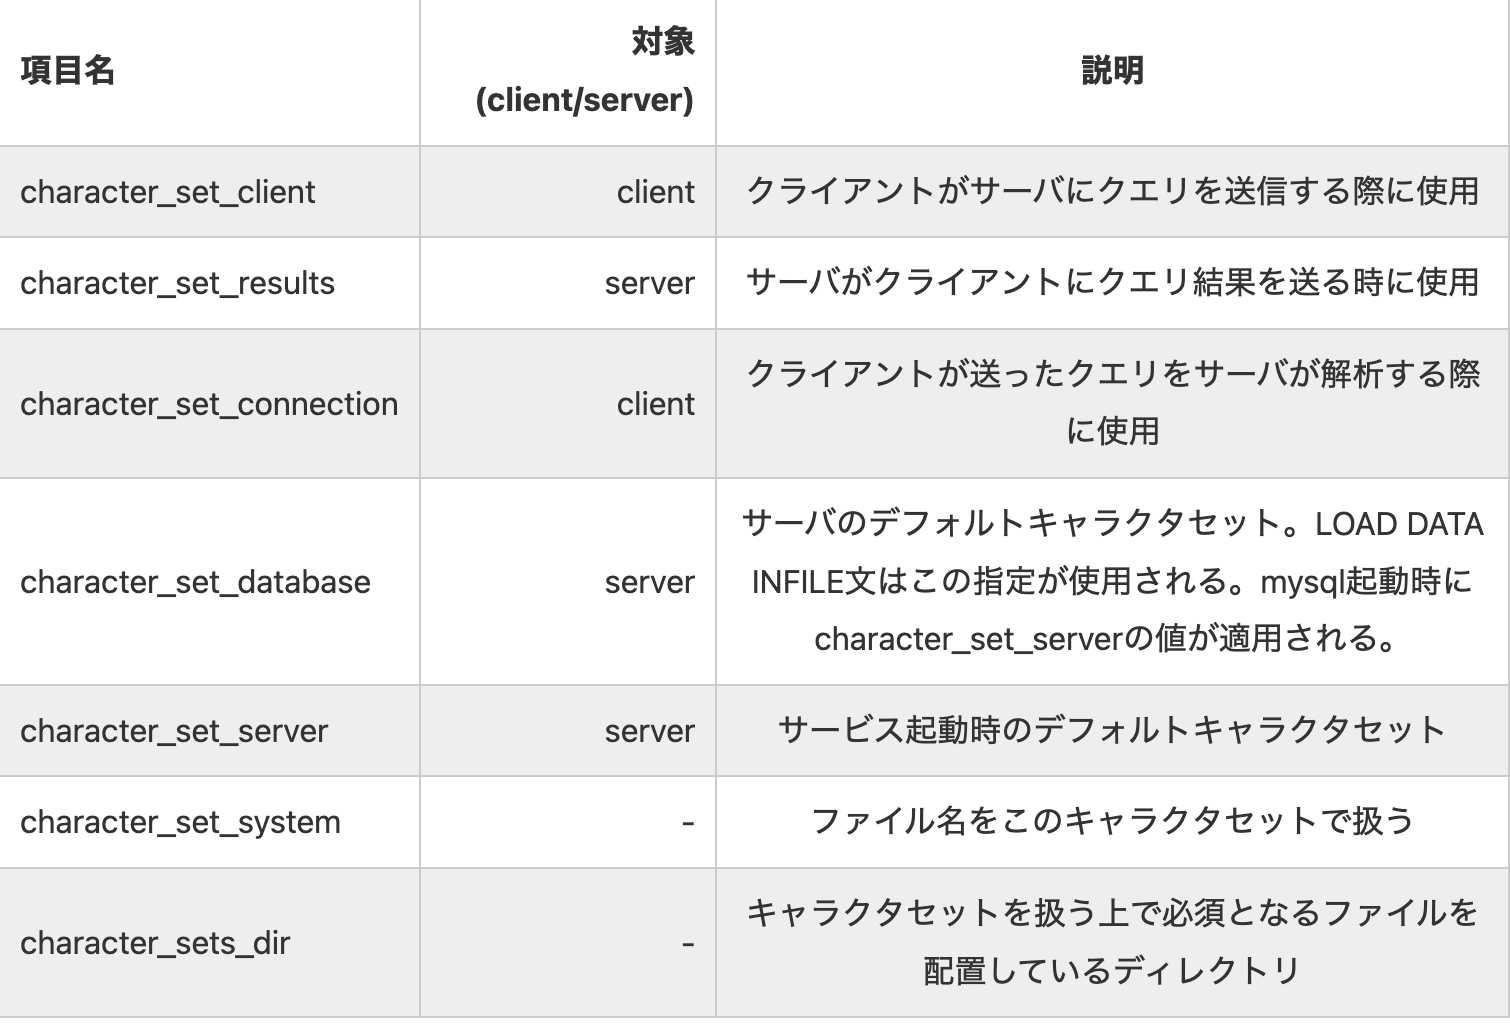 項目名
対象
(client/server)
説明
character_set_client
client
クライアントがサーバにクエリを送信する際に使用
character_set_results
server
サーバがクライアントにクエリ結果を送る時に使用
character_set_connection
client
クライアントが送ったクエリをサーバが解析する際
に使用
character_set_database
server
サーバのデフォルトキャラクタセット。LOAD DATA
INFILE文はこの指定が使用される。mysql起動時に
character_set_serverの値が適用される。
character_set_server
server
サービス起動時のデフォルトキャラクタセット
character_set_system
-
ファイル名をこのキャラクタセットで扱う
character_sets_dir
-
キャラクタセットを扱う上で必須となるファイルを
配置しているディレクトリ